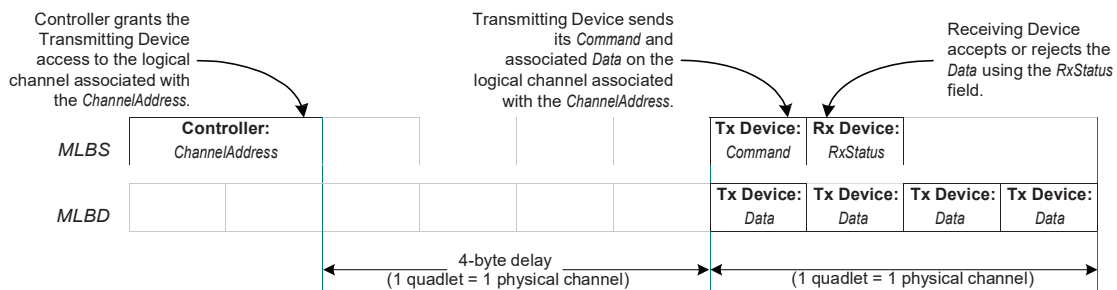 Controller grants the
Transmitting Device
access to the logical
channel associated with
the ChannelAddress.
Transmitting Device sends
its Command and
associated Data on the
logical channel associated
with the ChannelAddress.
Receiving Device
accepts or rejects the
Data using the RxStatus
field.
MLBS
Controller:
ChannelAddress
Tx Device:
Command
Rx Device:
RxStatus
MLBD
Tx Device:
Data
Tx Device:
Data
Tx Device:
Data
Tx Device:
Data
4-byte delay
(1 quadlet = 1 physical channel)
(1 quadlet = 1 physical channel)